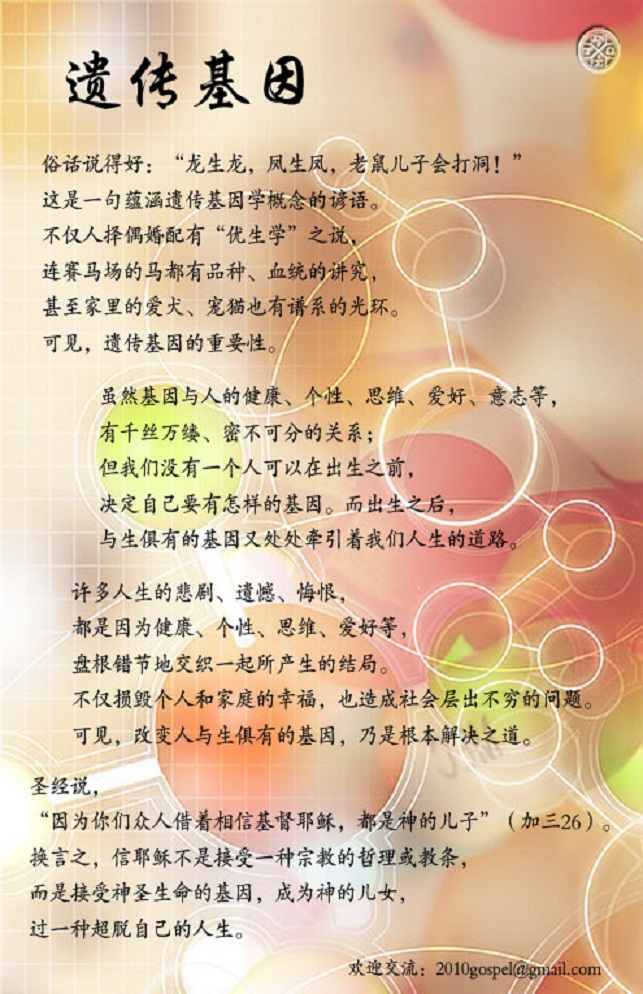 遗传基因
俗话说得好：“龙生龙，凤生凤，老鼠儿子会打洞！”
这是一句蕴涵遗传基因学概念的谚语。
不仅人择偶婚配有“优生学”之说，
连赛马场的马都有品种、血统的讲究，
甚至家里的爱犬、宠猫也有谱系的光环。
可见，遗传基因的重要性。
虽然基因与人的健康、个性、思维、爱好、意志等，
有千丝万缕、密不可分的关系；
但我们没有一个人可以在出生之前，
决定自己要有怎样的基因。而出生之后，
与生俱有的基因又处处牵引着我们人生的道路。
许多人生的悲剧、遗憾、悔恨，
都是因为健康、个性、思维、爱好等，
盘根错节地交织一起所产生的结局。
不仅损毁个人和家庭的幸福，也造成社会层出不穷的问题。
可见，改变人与生俱有的基因，乃是根本解决之道。
圣经说，
“因为你们众人借着相信基督耶稣，都是神的儿子”（加三26）。
换言之，信耶稣不是接受一种宗教的哲理或教条，
而是接受神圣生命的基因，成为神的儿女，
过一种超脱自己的人生。
欢迎交流：2010gospel@gmail.com